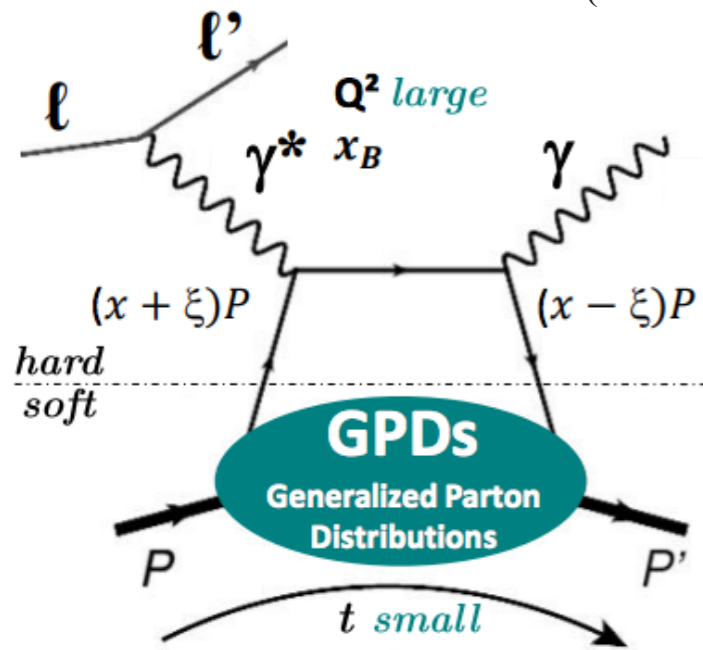 (
ℓ’
ℓ
Q² large
γ* x_B
γ
(x + ξ)P
(x − ξ)P
hard
soft
GPDs
Generalized Parton
Distributions
P
P'
t small